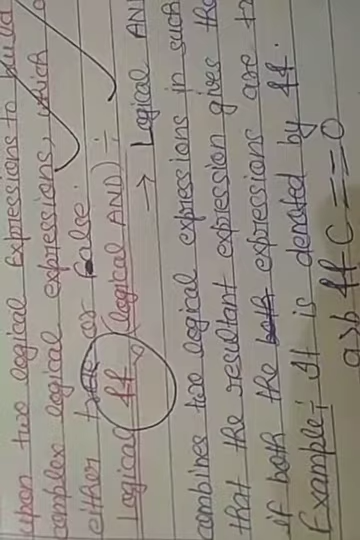 upon two logical expressions to build
complex logical expressions, which
either or false.
Logical && (logical AND) :-
→ Logical AND
combines two logical expressions in such
that the resultant expression gives the
if both the expressions are
Example :- It is denoted by &&.
a>b && C ==0